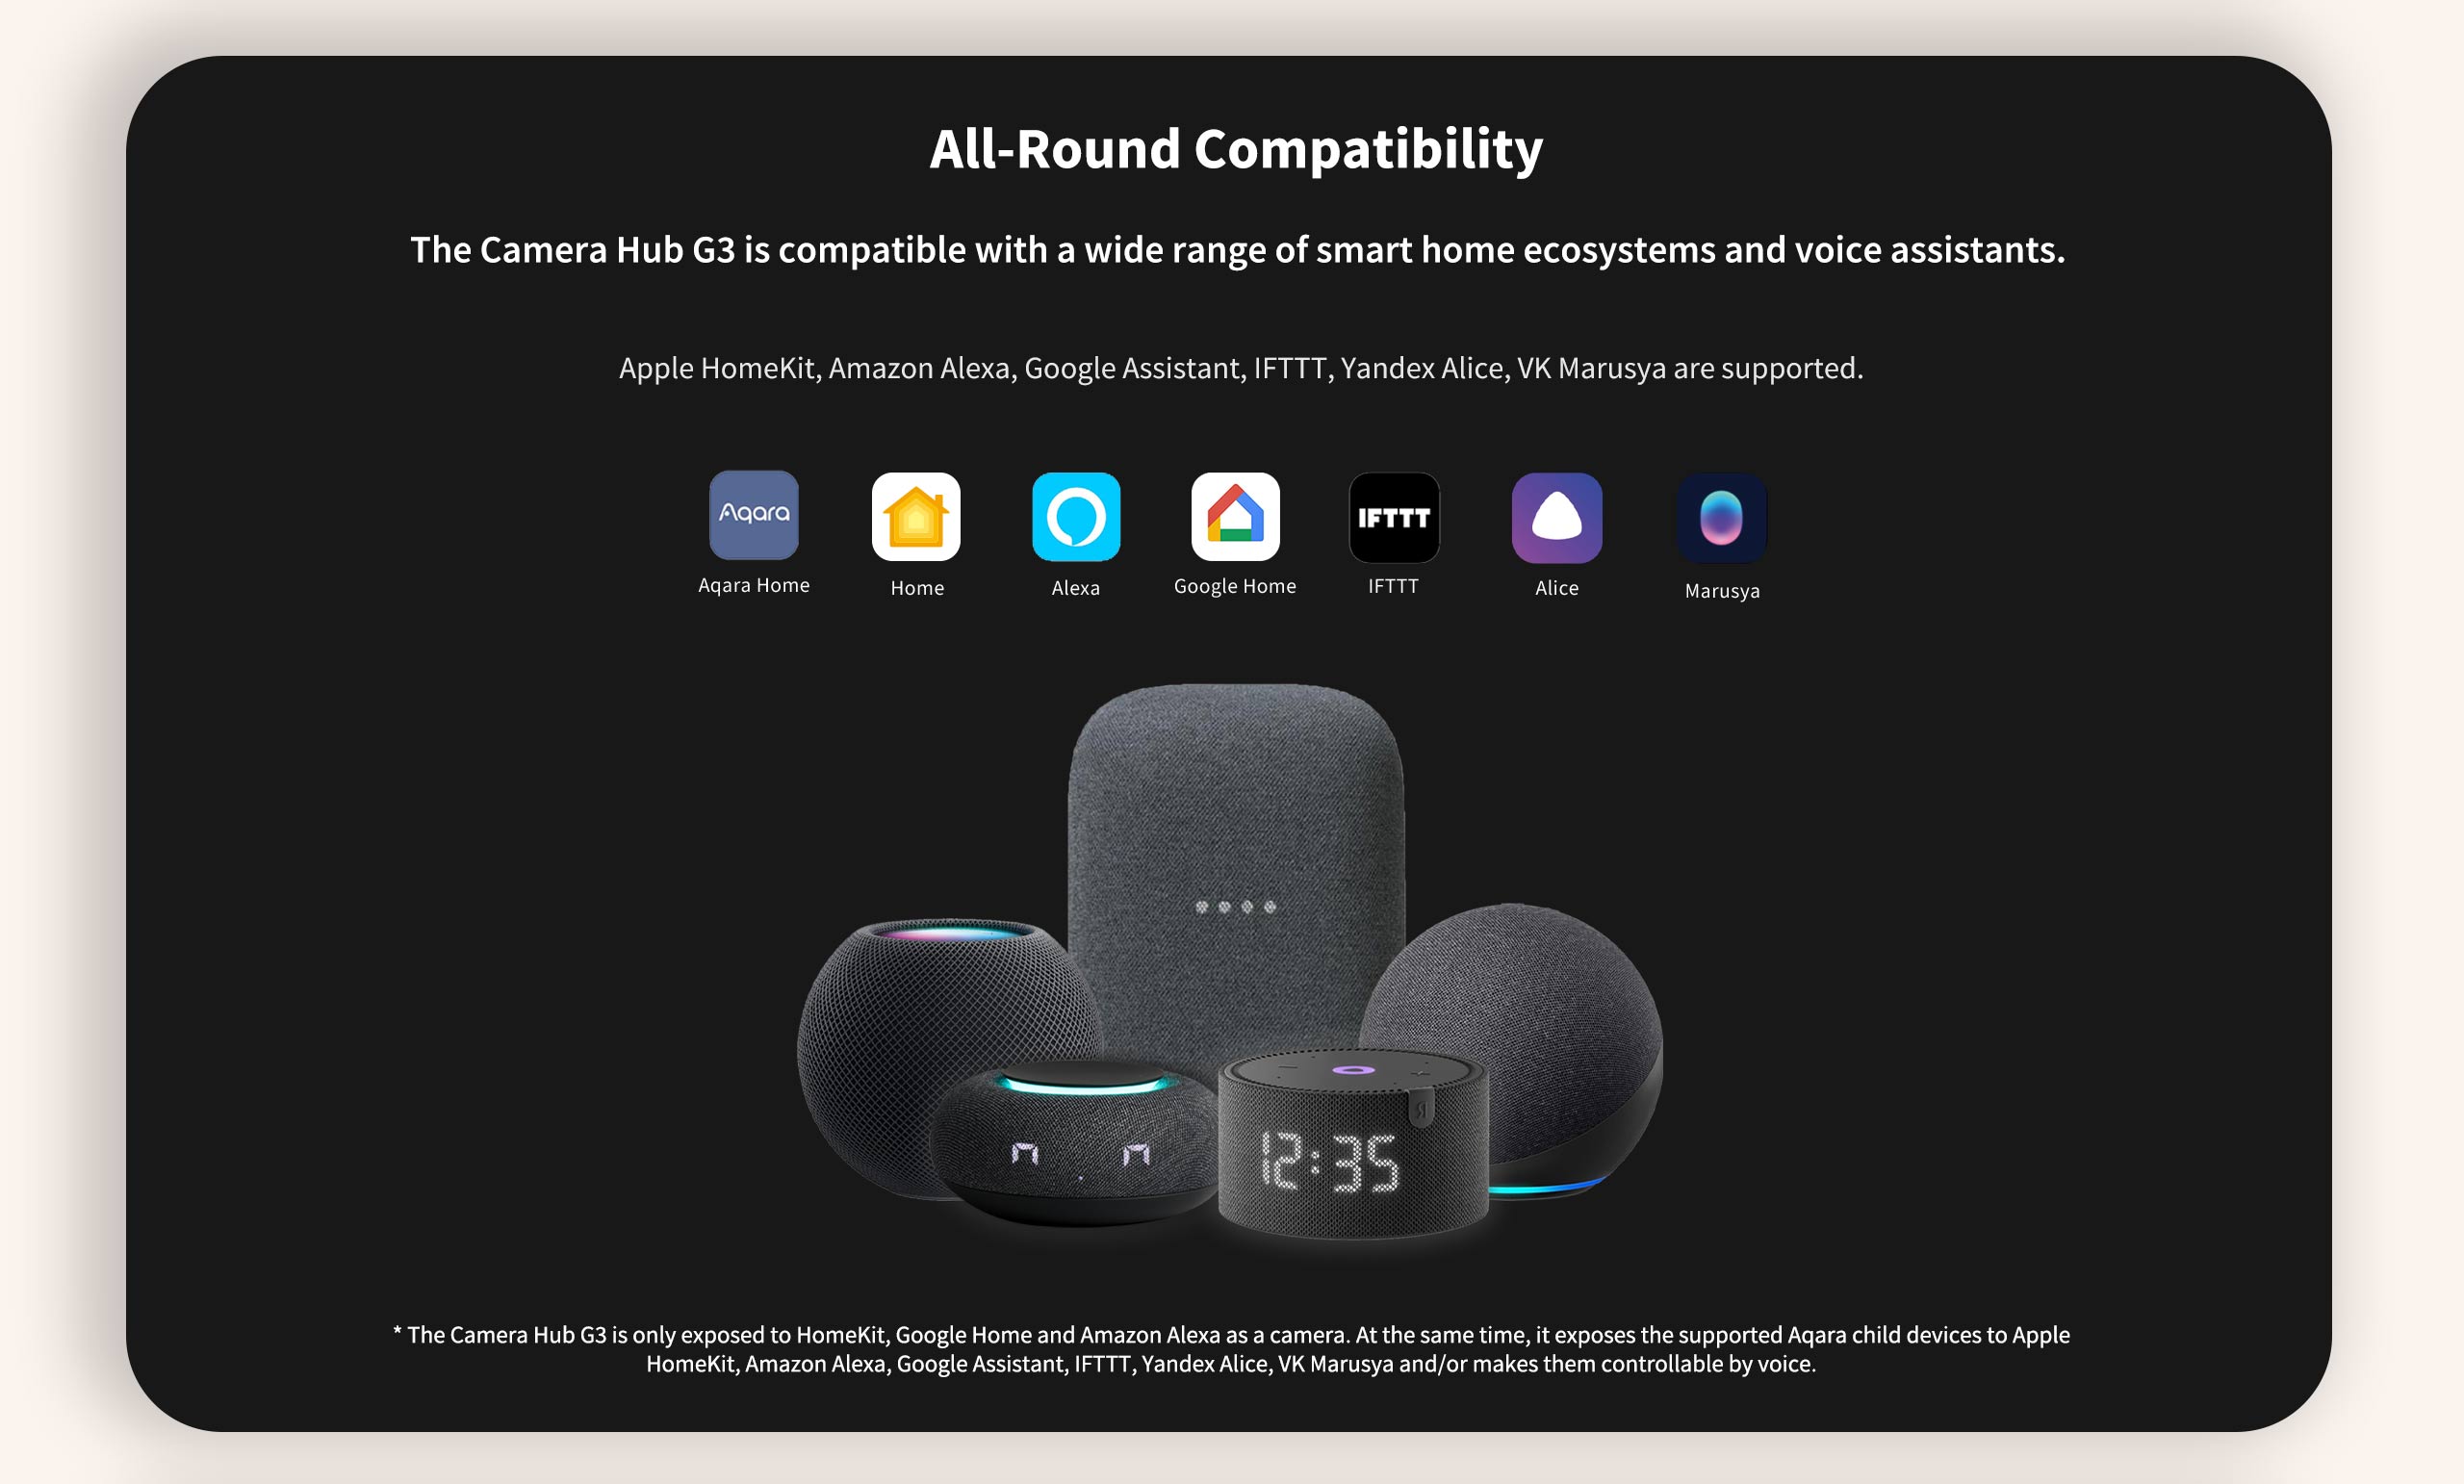 All-Round Compatibility
The Camera Hub G3 is compatible with a wide range of smart home ecosystems and voice assistants.
Apple HomeKit, Amazon Alexa, Google Assistant, IFTTT, Yandex Alice, VK Marusya are supported.
Aqara
IFTTT
Aqara Home
Home
Alexa
Google Home
IFTTT
Alice
Marusya
Я
12:35
* The Camera Hub G3 is only exposed to HomeKit, Google Home and Amazon Alexa as a camera. At the same time, it exposes the supported Aqara child devices to Apple
HomeKit, Amazon Alexa, Google Assistant, IFTTT, Yandex Alice, VK Marusya and/or makes them controllable by voice.